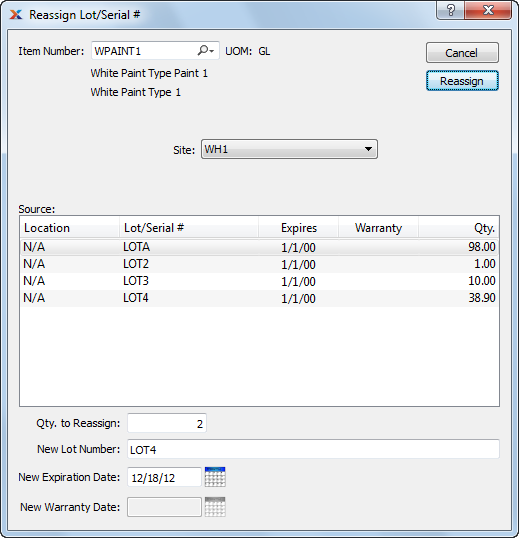 Reassign Lot/Serial #
Item Number: WPAINT1 UOM: GL Cancel
White Paint Type Paint 1 Reassign
White Paint Type 1
Site: WH1
Source:
Location Lot/Serial # Expires Warranty Qty.
N/A LOTA 1/1/00 98.00
N/A LOT2 1/1/00 1.00
N/A LOT3 1/1/00 10.00
N/A LOT4 1/1/00 38.90
Qty. to Reassign: 2
New Lot Number: LOT4
New Expiration Date: 12/18/12
New Warranty Date: